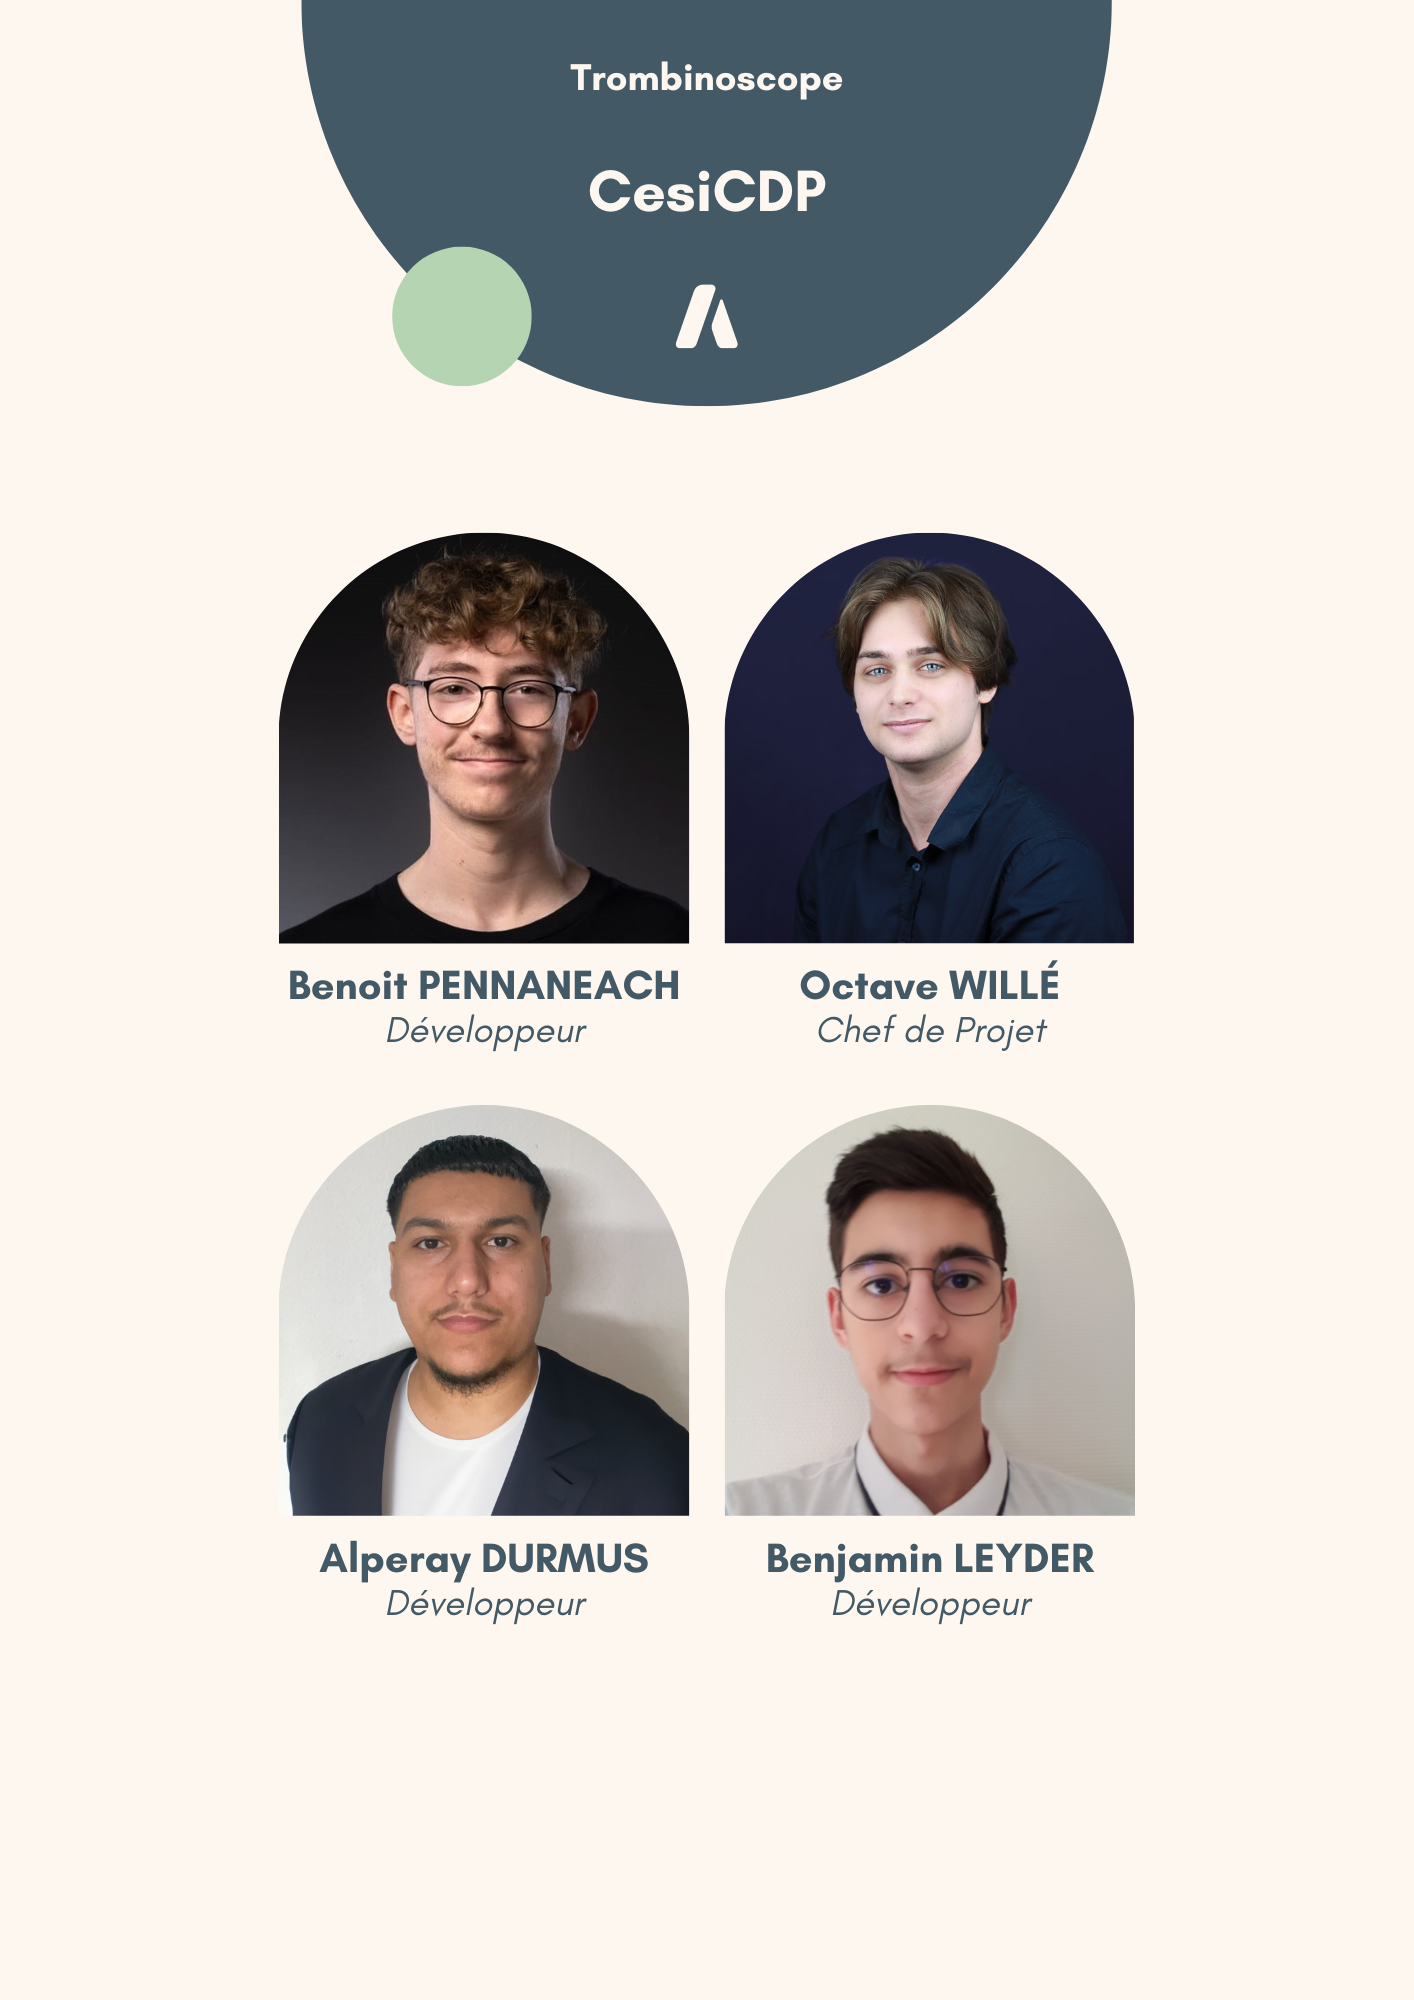 Trombinoscope
CesiCDP
Benoit PENNANEACH
Développeur
Octave WILLÉ
Chef de Projet
Alperay DURMUS
Développeur
Benjamin LEYDER
Développeur